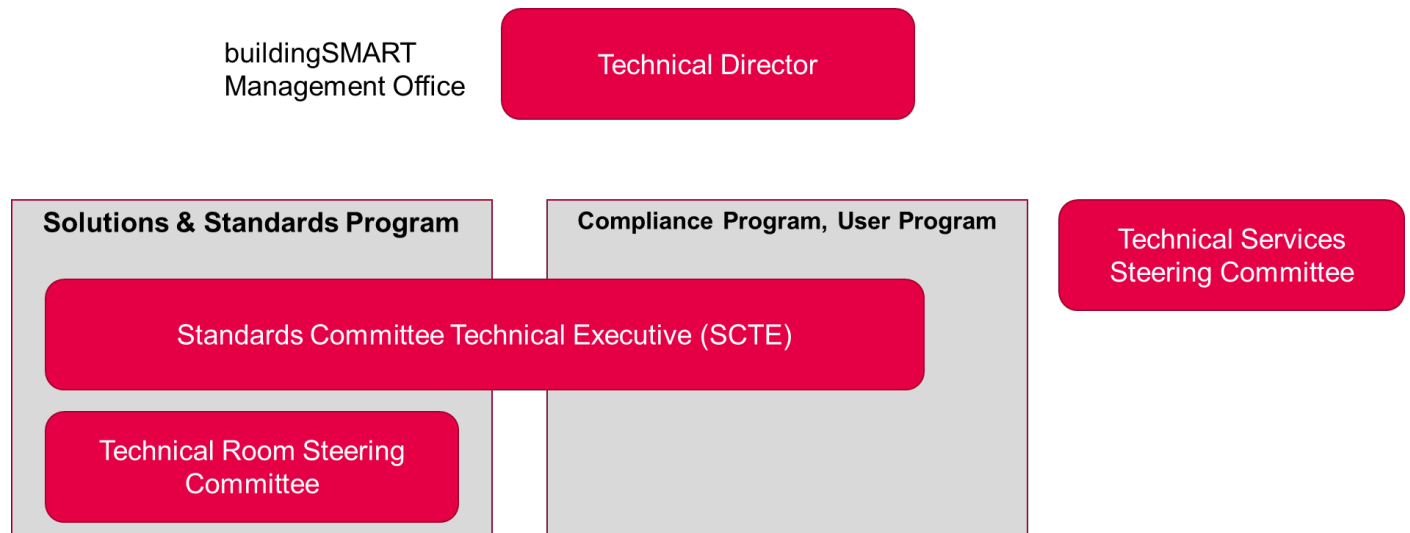 buildingSMART
Management Office
Technical Director
Solutions & Standards Program
Compliance Program, User Program
Technical Services
Steering Committee
Standards Committee Technical Executive (SCTE)
Technical Room Steering
Committee